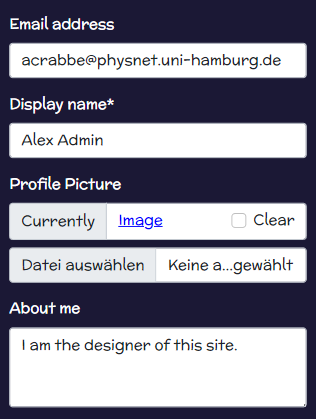 Email address
acrabbe@physnet.uni-hamburg.de
Display name*
Alex Admin
Profile Picture
Currently Image Clear
Datei auswählen Keine a...gewählt
About me
I am the designer of this site.